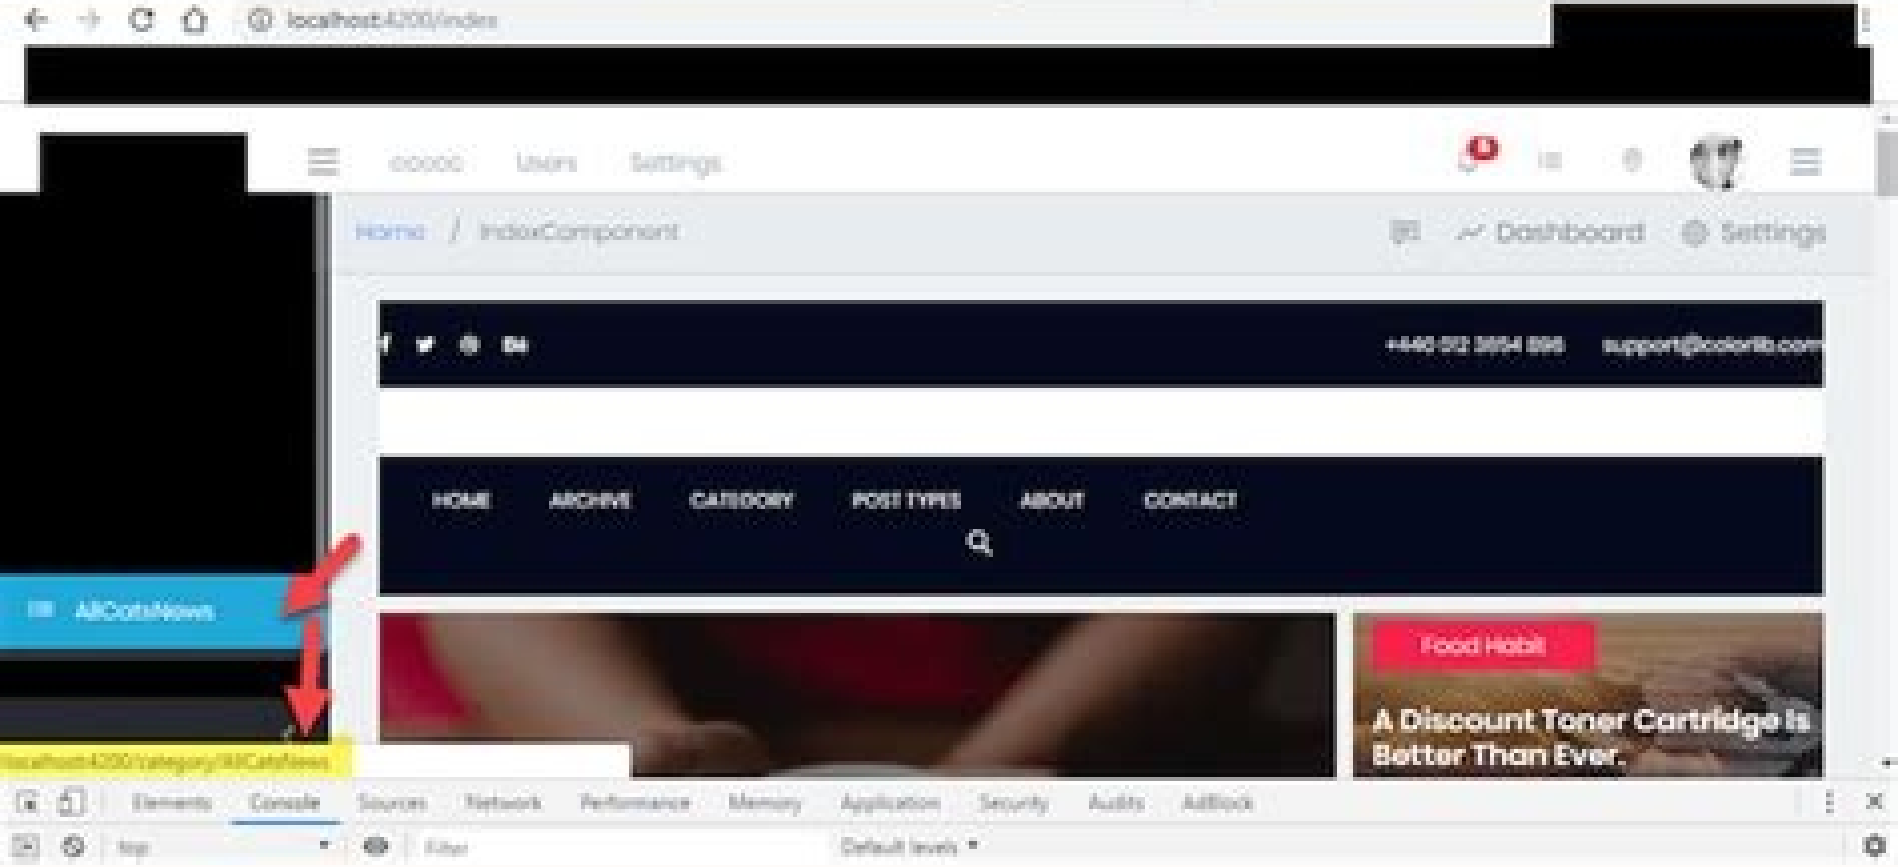 localhost:4200/index
ccccc Users Settings
Home / IndexComponent
Dashboard Settings
+440 012 3654 896 support@colorlib.com
HOME ARCHIVE CATEGORY POST TYPES ABOUT CONTACT
AllCatsNews
Food Habit
A Discount Toner Cartridge Is
Better Than Ever.
localhost:4200/category/AllCatsNews
Elements Console Sources Network Performance Memory Application Security Audits AdBlock
top Filter Default levels